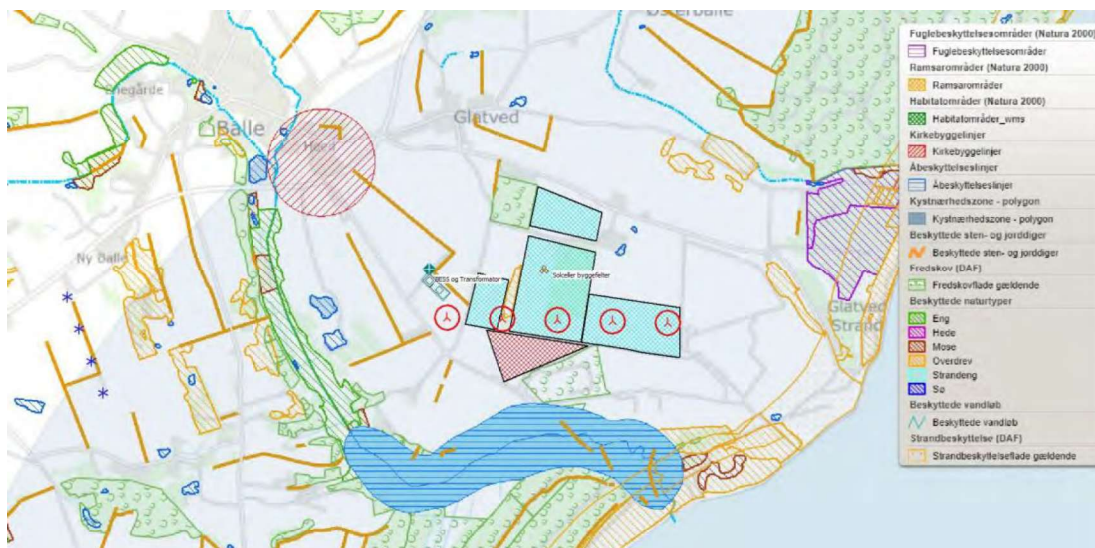 Østerballe
Enegårde
Balle
Høed
Glatved
Ny Balle
BESS og Transformator
Solceller byggefelter
Glatved
Strand
Fuglebeskyttelsesområder (Natura 2000)
Fuglebeskyttelsesområder
Ramsarområder (Natura 2000)
Ramsarområder
Habitatområder (Natura 2000)
Habitatområder_wms
Kirkebyggelinjer
Kirkebyggelinjer
Åbeskyttelseslinjer
Åbeskyttelseslinjer
Kystnærhedszone - polygon
Kystnærhedszone - polygon
Beskyttede sten- og jorddiger
Beskyttede sten- og jorddiger
Fredskov (DAF)
Fredskovflade gældende
Beskyttede naturtyper
Eng
Hede
Mose
Overdrev
Strandeng
Sø
Beskyttede vandløb
Beskyttede vandløb
Strandbeskyttelse (DAF)
Strandbeskyttelseflade gældende